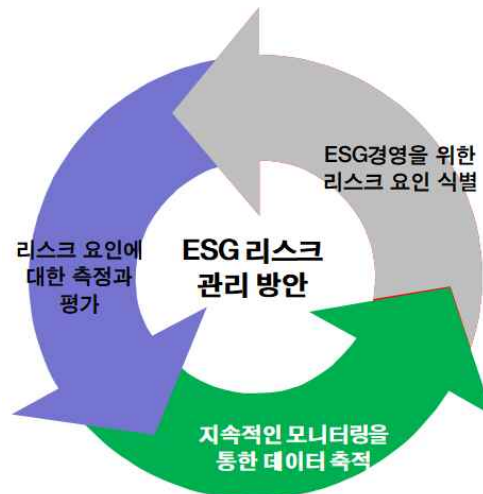 ESG경영을 위한
리스크 요인 식별
리스크 요인에
대한 측정과
평가
ESG 리스크
관리 방안
지속적인 모니터링을
통한 데이터 축적